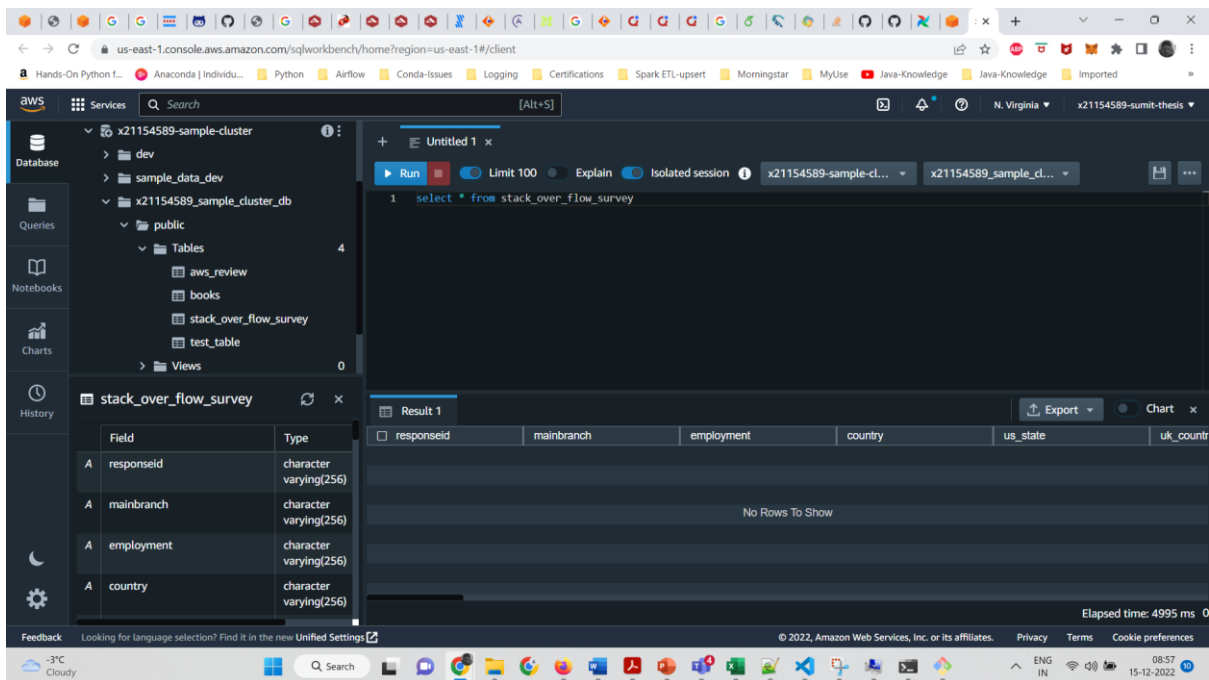 us-east-1.console.aws.amazon.com/sqlworkbench/home?region=us-east-1#/client
Hands-On Python f... Anaconda | Individu... Python Airflow Conda-Issues Logging Certifications Spark ETL-upsert Morningstar MyUse Java-Knowledge Java-Knowledge Imported »
aws Services Search [Alt+S] N. Virginia ▼ x21154589-sumit-thesis ▼
Database
Queries
Notebooks
Charts
History
x21154589-sample-cluster
dev
sample_data_dev
x21154589_sample_cluster_db
public
Tables 4
aws_review
books
stack_over_flow_survey
test_table
Views 0
stack_over_flow_survey
Field Type
A responseid character varying(256)
A mainbranch character varying(256)
A employment character varying(256)
A country character varying(256)
+ Untitled 1 ×
Run Limit 100 Explain Isolated session x21154589-sample-cl... x21154589_sample_cl...
1 select * from stack_over_flow_survey
Result 1 Export Chart ×
responseid mainbranch employment country us_state uk_countr
No Rows To Show
Elapsed time: 4995 ms 0
Feedback Looking for language selection? Find it in the new Unified Settings © 2022, Amazon Web Services, Inc. or its affiliates. Privacy Terms Cookie preferences
-3°C
Cloudy
Search
ENG
IN
08:57
15-12-2022
10